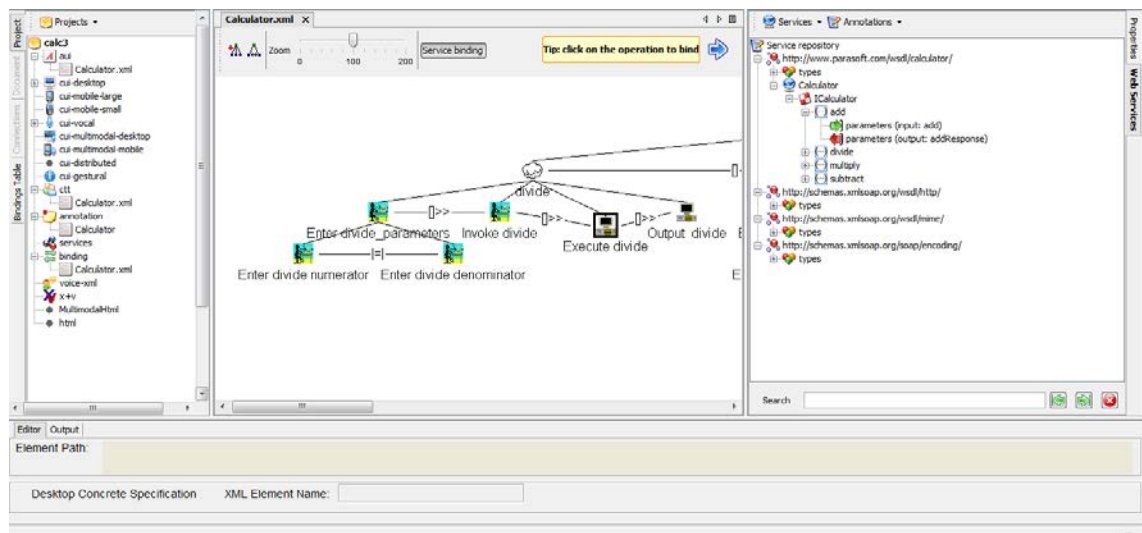 Project
Document
Connections
Bindings Table
Projects
calc3
aui
Calculator.xml
cui-desktop
cui-mobile-large
cui-mobile-small
cui-vocal
cui-multimodal-desktop
cui-multimodal-mobile
cui-distributed
cui-gestural
ctt
Calculator.xml
annotation
Calculator
services
binding
Calculator.xml
voice-xml
x+v
MultimodalHtml
html
Calculator.xml
Zoom
0 100 200
Service binding
Tip: click on the operation to bind
divide
[]>> []>> []>>
Enter divide_parameters Invoke divide Execute divide Output divide E
|=|
Enter divide numerator Enter divide denominator E
Services Annotations
Service repository
http://www.parasoft.com/wsdl/calculator/
types
Calculator
ICalculator
add
parameters (input: add)
parameters (output: addResponse)
divide
multiply
subtract
http://schemas.xmlsoap.org/wsdl/http/
types
http://schemas.xmlsoap.org/wsdl/mime/
types
http://schemas.xmlsoap.org/soap/encoding/
types
Search
Properties
Web Services
Editor Output
Element Path:
Desktop Concrete Specification XML Element Name: